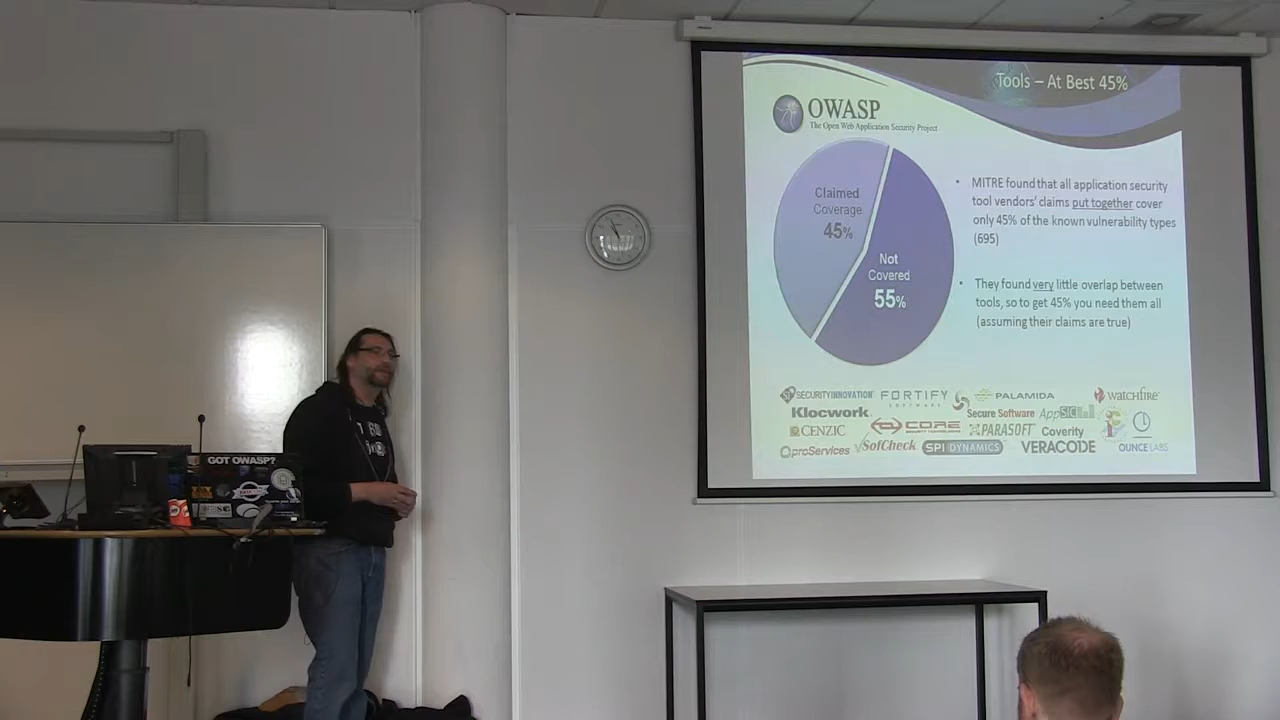 Tools – At Best 45%
OWASP
The Open Web Application Security Project
Claimed
Coverage
45%
Not
Covered
55%
• MITRE found that all application security
tool vendors' claims put together cover
only 45% of the known vulnerability types
(695)
• They found very little overlap between
tools, so to get 45% you need them all
(assuming their claims are true)
SECURITYINNOVATION FORTIFY SOFTWARE PALAMIDA WATCHFIRE
Klocwork Secure Software AppSIC
CENZIC CORE SECURITY TECHNOLOGIES PARASOFT Coverity
proServices SofCheck SPI DYNAMICS VERACODE OUNCE LABS
GOT OWASP?